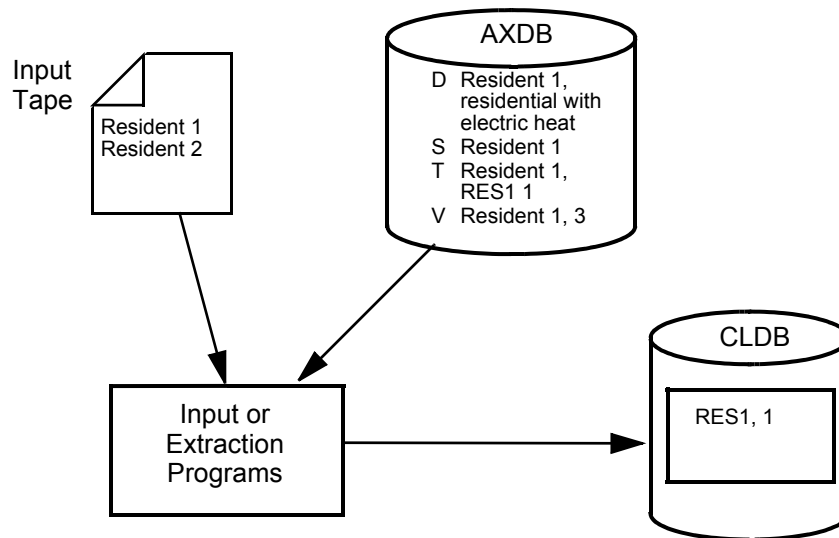 Input
Tape
Resident 1
Resident 2
AXDB
D Resident 1,
residential with
electric heat
S Resident 1
T Resident 1,
RES1 1
V Resident 1, 3
Input or
Extraction
Programs
CLDB
RES1, 1